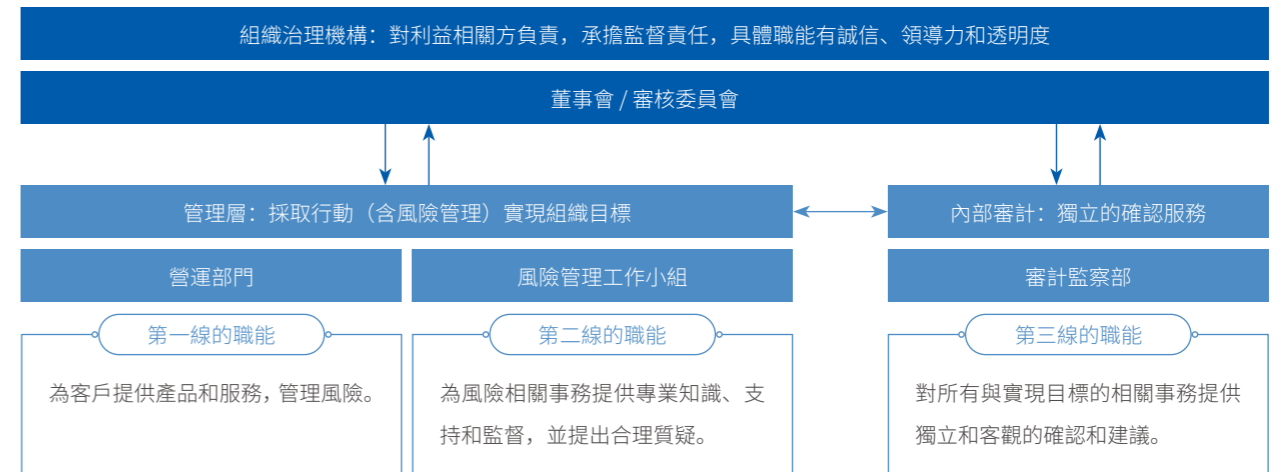 組織治理機構：對利益相關方負責，承擔監督責任，具體職能有誠信、領導力和透明度
董事會 / 審核委員會
管理層：採取行動（含風險管理）實現組織目標
內部審計：獨立的確認服務
營運部門
風險管理工作小組
審計監察部
第一線的職能
第二線的職能
第三線的職能
為客戶提供產品和服務，管理風險。
為風險相關事務提供專業知識、支
持和監督，並提出合理質疑。
對所有與實現目標的相關事務提供
獨立和客觀的確認和建議。